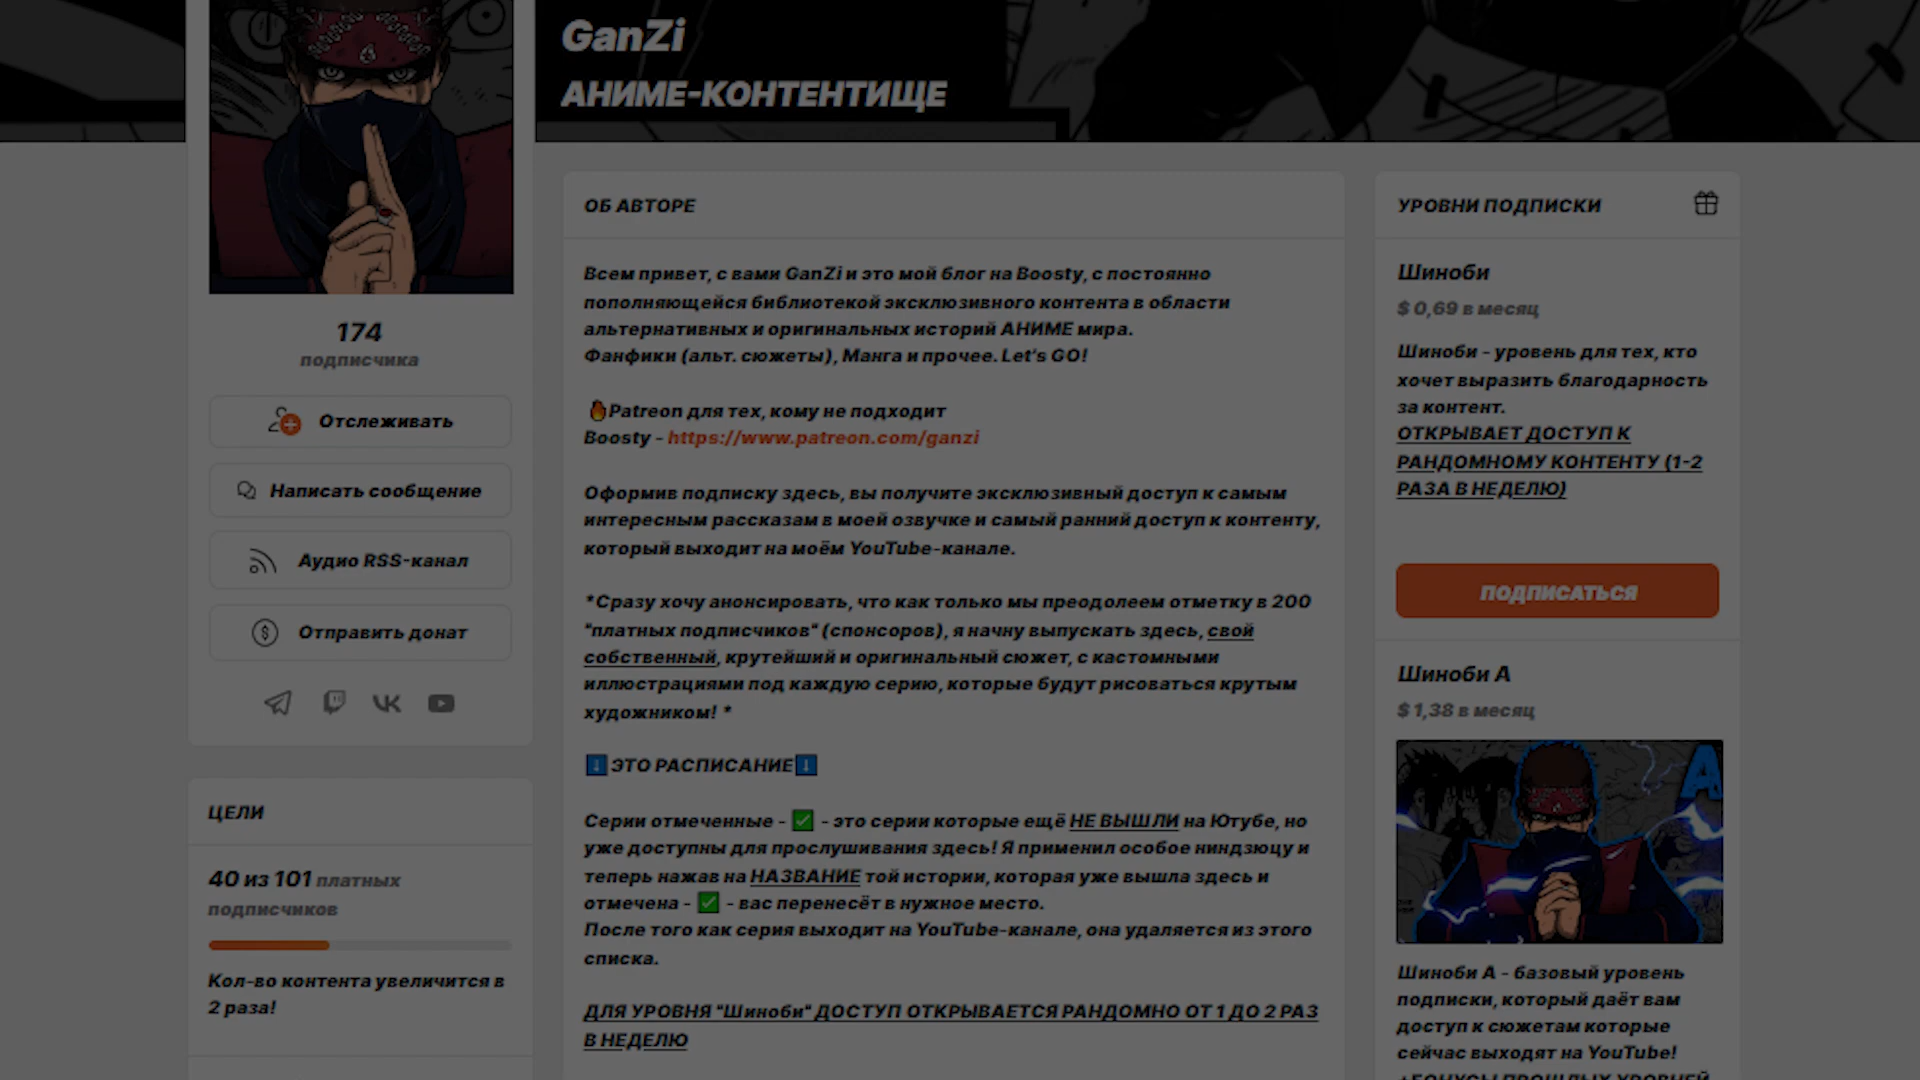 GanZi
АНИМЕ-КОНТЕНТИЩЕ
174
подписчика
Отслеживать
Написать сообщение
Аудио RSS-канал
Отправить донат
ЦЕЛИ
40 из 101 платных
подписчиков
Кол-во контента увеличится в
2 раза!
ОБ АВТОРЕ
Всем привет, с вами GanZi и это мой блог на Boosty, с постоянно
пополняющейся библиотекой эксклюзивного контента в области
альтернативных и оригинальных историй АНИМЕ мира.
Фанфики (альт. сюжеты), Манга и прочее. Let's GO!
🔥Patreon для тех, кому не подходит
Boosty - https://www.patreon.com/ganzi
Оформив подписку здесь, вы получите эксклюзивный доступ к самым
интересным рассказам в моей озвучке и самый ранний доступ к контенту,
который выходит на моём YouTube-канале.
*Сразу хочу анонсировать, что как только мы преодолеем отметку в 200
"платных подписчиков" (спонсоров), я начну выпускать здесь, свой
собственный, крутейший и оригинальный сюжет, с кастомными
иллюстрациями под каждую серию, которые будут рисоваться крутым
художником! *
⬇️ЭТО РАСПИСАНИЕ⬇️
Серии отмеченные - ✅ - это серии которые ещё НЕ ВЫШЛИ на Ютубе, но
уже доступны для прослушивания здесь! Я применил особое ниндзюцу и
теперь нажав на НАЗВАНИЕ той истории, которая уже вышла здесь и
отмечена - ✅ - вас перенесёт в нужное место.
После того как серия выходит на YouTube-канале, она удаляется из этого
списка.
ДЛЯ УРОВНЯ "Шиноби" ДОСТУП ОТКРЫВАЕТСЯ РАНДОМНО ОТ 1 ДО 2 РАЗ
В НЕДЕЛЮ
УРОВНИ ПОДПИСКИ
Шиноби
$ 0,69 в месяц
Шиноби - уровень для тех, кто
хочет выразить благодарность
за контент.
ОТКРЫВАЕТ ДОСТУП К
РАНДОМНОМУ КОНТЕНТУ (1-2
РАЗА В НЕДЕЛЮ)
ПОДПИСАТЬСЯ
Шиноби А
$ 1,38 в месяц
A
Шиноби А - базовый уровень
подписки, который даёт вам
доступ к сюжетам которые
сейчас выходят на YouTube!
+БОНУСЫ ПРОШЛЫХ УРОВНЕЙ